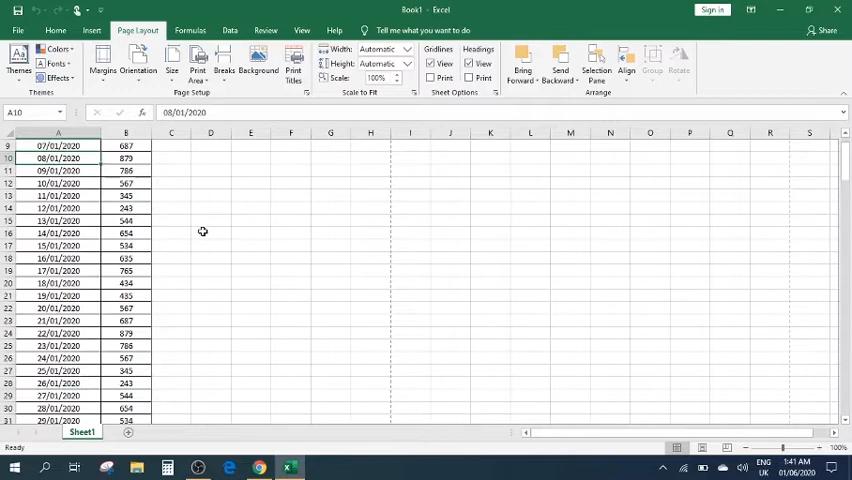 Book1 - Excel
Sign in
File Home Insert Page Layout Formulas Data Review View Help Tell me what you want to do Share
Themes Colors Fonts Effects Themes
Margins Orientation Size Print Area Breaks Background Print Titles Page Setup
Width: Automatic
Height: Automatic
Scale: 100%
Scale to Fit
Gridlines Headings
View View
Print Print
Sheet Options
Bring Forward Send Backward Selection Pane Align Group Rotate Arrange
A10 fx 08/01/2020
A B C D E F G H I J K L M N O P Q R S
9 07/01/2020 687
10 08/01/2020 879
11 09/01/2020 786
12 10/01/2020 567
13 11/01/2020 345
14 12/01/2020 243
15 13/01/2020 544
16 14/01/2020 654
17 15/01/2020 534
18 16/01/2020 635
19 17/01/2020 765
20 18/01/2020 434
21 19/01/2020 435
22 20/01/2020 567
23 21/01/2020 687
24 22/01/2020 879
25 23/01/2020 786
26 24/01/2020 567
27 25/01/2020 345
28 26/01/2020 243
29 27/01/2020 544
30 28/01/2020 654
31 29/01/2020 534
Sheet1
Ready 100%
ENG 1:41 AM
UK 01/06/2020